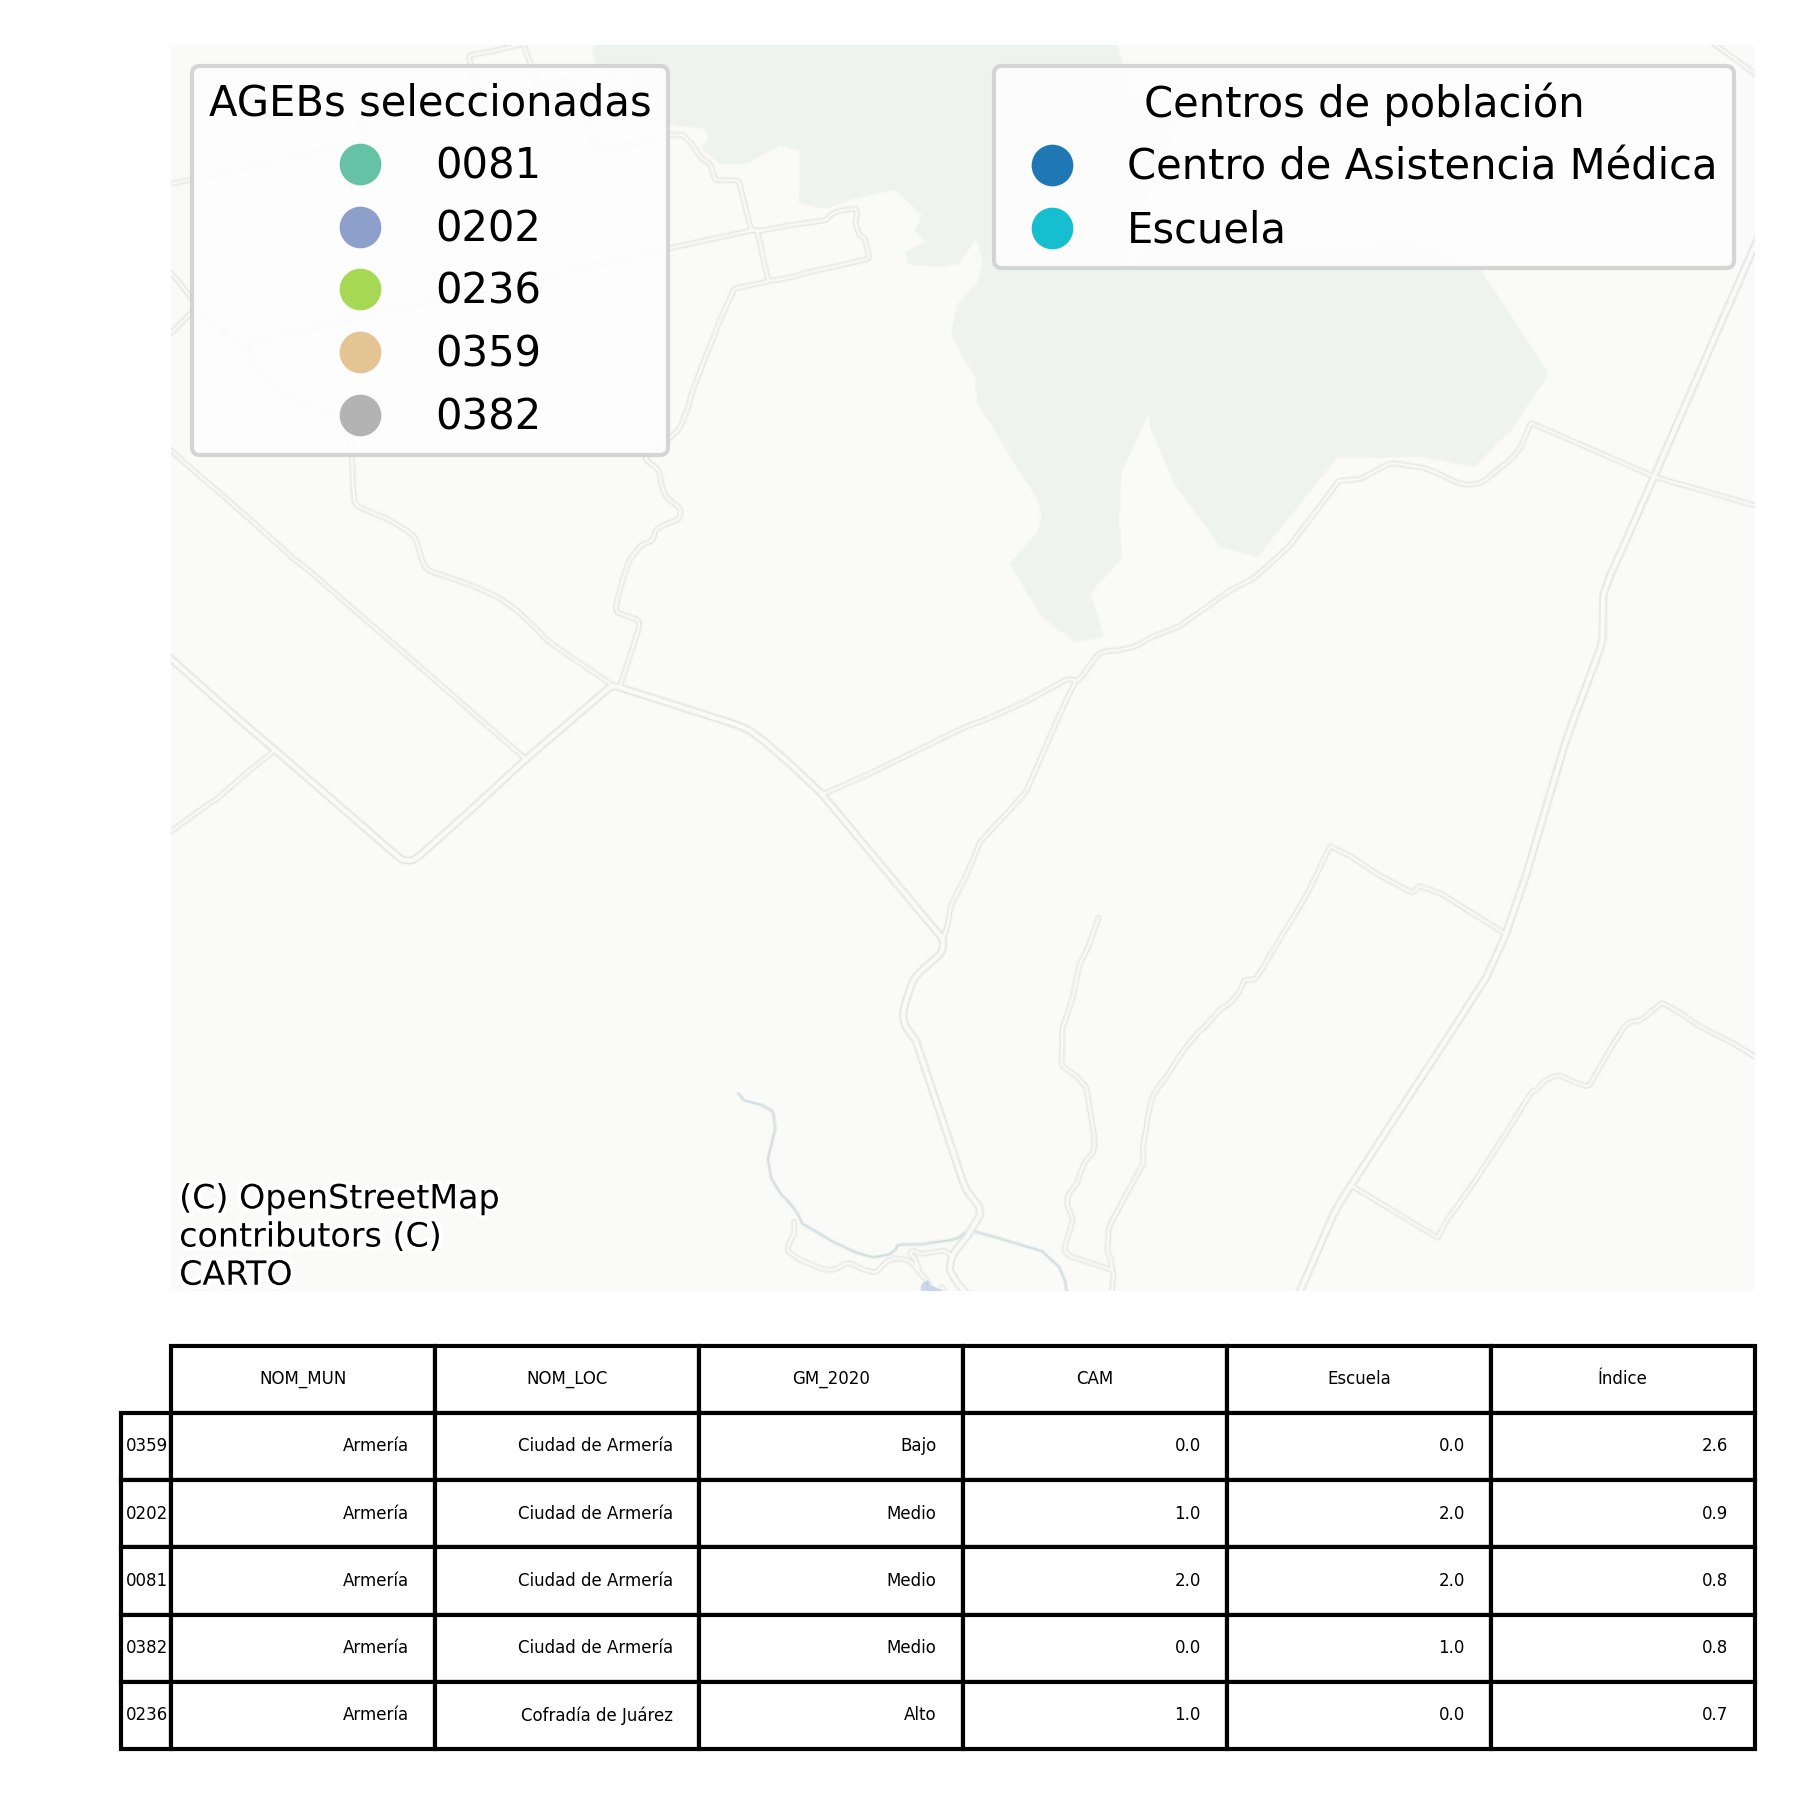 AGEBs seleccionadas
0081
0202
0236
0359
0382
Centros de población
Centro de Asistencia Médica
Escuela
(C) OpenStreetMap
contributors (C)
CARTO
NOM_MUN NOM_LOC GM_2020 CAM Escuela Índice
0359 Armería Ciudad de Armería Bajo 0.0 0.0 2.6
0202 Armería Ciudad de Armería Medio 1.0 2.0 0.9
0081 Armería Ciudad de Armería Medio 2.0 2.0 0.8
0382 Armería Ciudad de Armería Medio 0.0 1.0 0.8
0236 Armería Cofradía de Juárez Alto 1.0 0.0 0.7